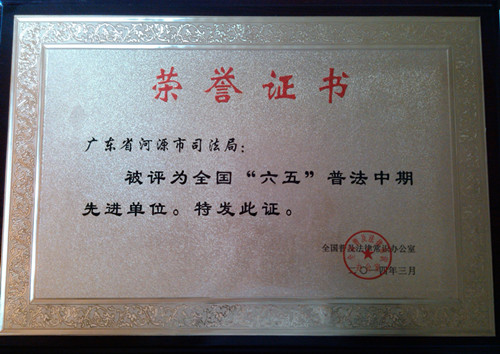 荣誉证书
广东省河源市司法局：
被评为全国“六五”普法中期
先进单位。特发此证。
全国普及法律常识办公室
二〇一四年三月